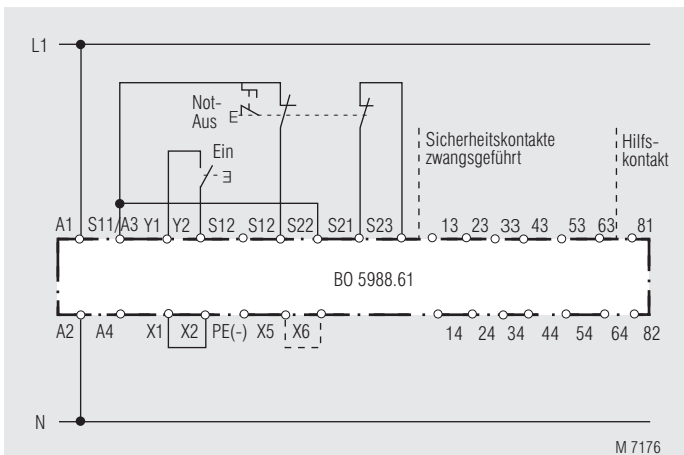 L1
Not-
Aus
Ein
Sicherheitskontakte
zwangsgeführt
Hilfs-
kontakt
A1 S11/A3 Y1 Y2 S12 S12 S22 S21 S23 13 23 33 43 53 63 81
BO 5988.61
A2 A4 X1 X2 PE(-) X5 X6 14 24 34 44 54 64 82
N
M 7176